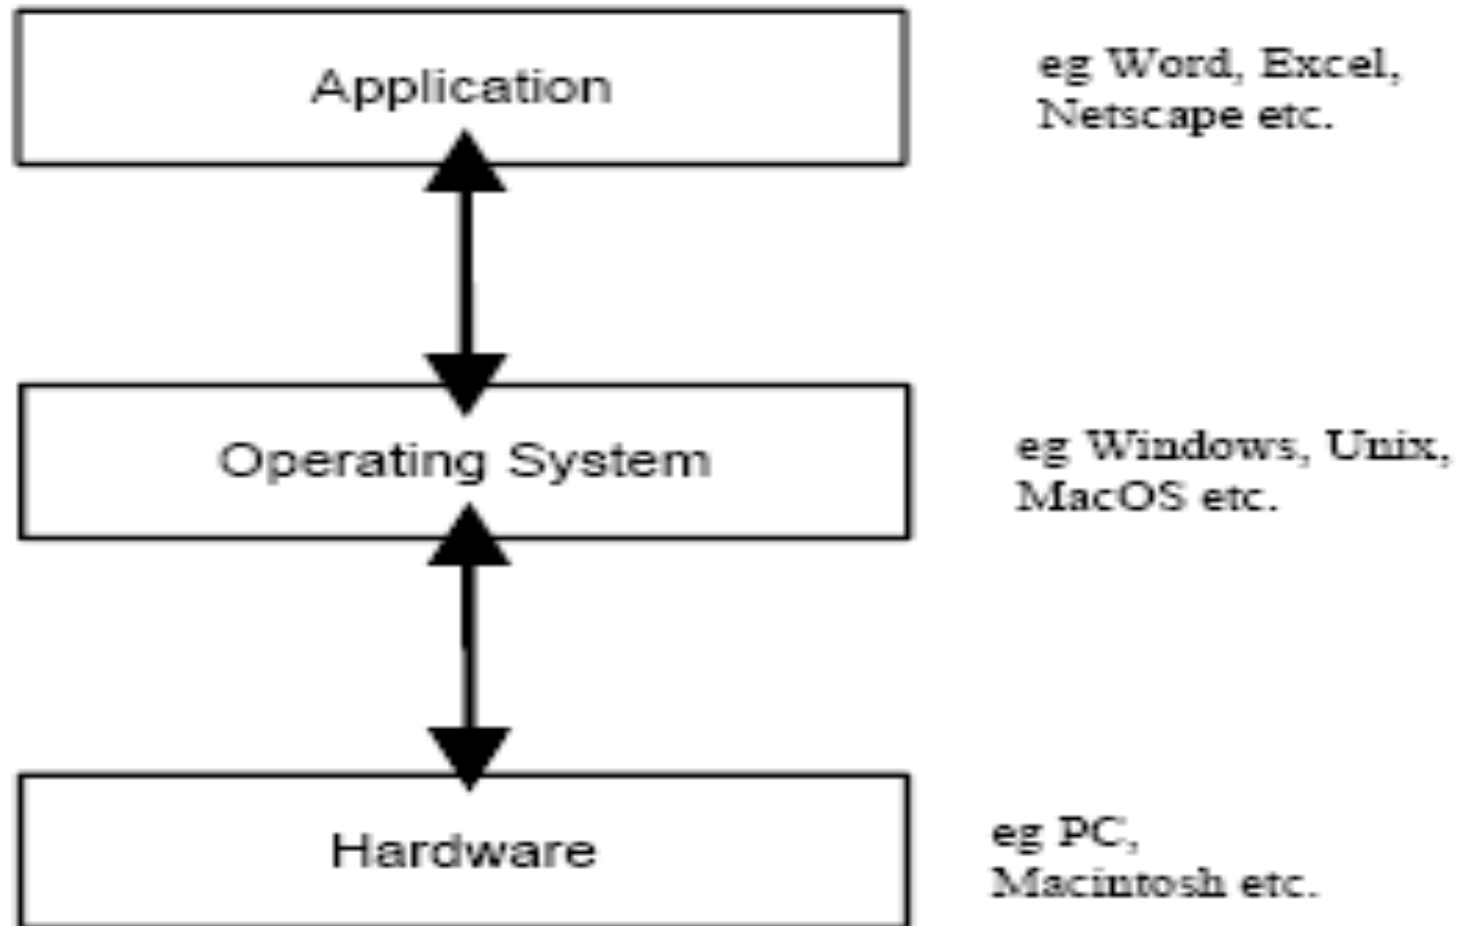 Application
eg Word, Excel,
Netscape etc.
Operating System
eg Windows, Unix,
MacOS etc.
Hardware
eg PC,
Macintosh etc.